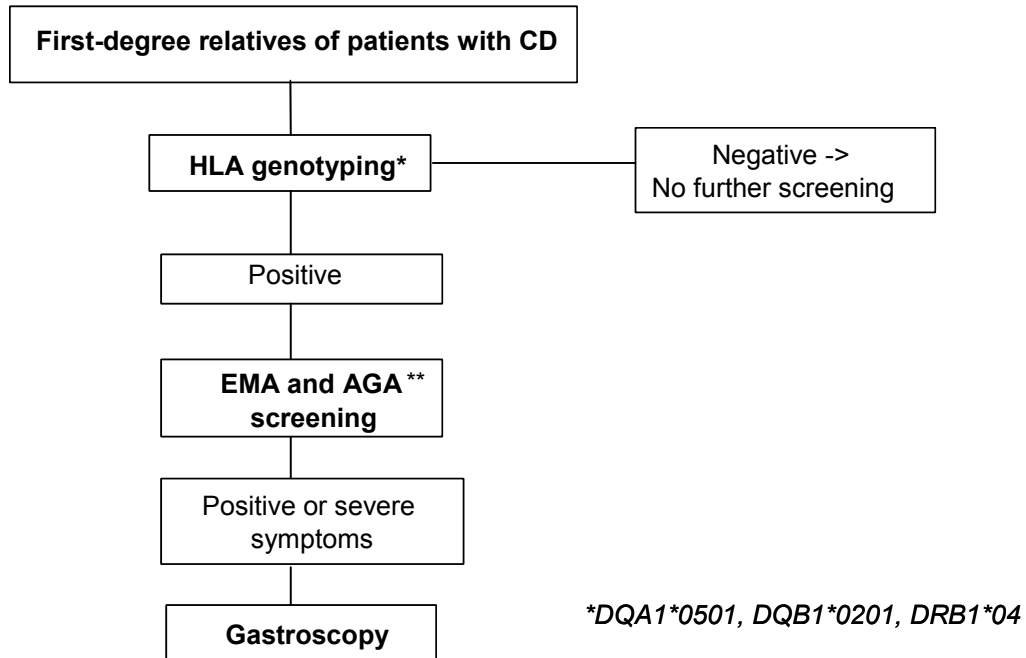 First-degree relatives of patients with CD
HLA genotyping*
Negative ->
No further screening
Positive
EMA and AGA **
screening
Positive or severe
symptoms
Gastroscopy
*DQA1*0501, DQB1*0201, DRB1*04